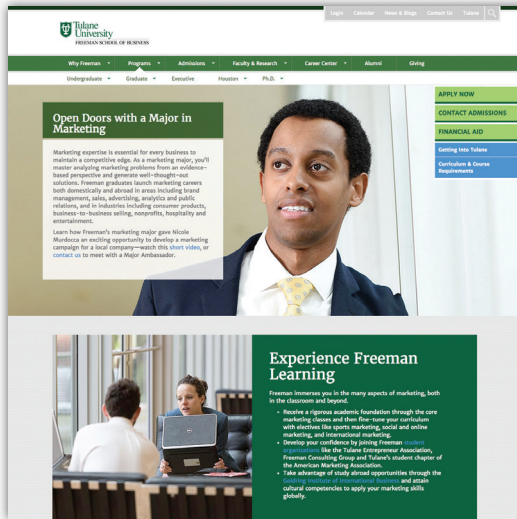 Login Calendar News & Blogs Contact Us Tulane
Tulane
University
FREEMAN SCHOOL OF BUSINESS
Why Freeman Programs Admissions Faculty & Research Career Center Alumni Giving
Undergraduate Graduate Executive Houston Ph.D.
APPLY NOW
CONTACT ADMISSIONS
FINANCIAL AID
Getting Into Tulane
Curriculum & Course
Requirements
Open Doors with a Major in
Marketing
Marketing expertise is essential for every business to
maintain a competitive edge. As a marketing major, you'll
master analysing marketing problems from an evidence-
based perspective and generate well-thought-out
solutions. Freeman graduates launch marketing careers
both domestically and abroad in areas including brand
management, sales, advertising, analytics and public
relations, and in industries including consumer products,
business-to-business selling, nonprofits, hospitality and
entertainment.
Learn how Freeman's marketing major gave Nicole
Murdocca an exciting opportunity to develop a marketing
campaign for a local company—watch this short video, or
contact us to meet with a Major Ambassador.
Experience Freeman
Learning
Freeman immerses you in the many aspects of marketing, both
in the classroom and beyond.
• Receive a rigorous academic foundation through the core
marketing classes and then fine-tune your curriculum
with electives like sports marketing, social and online
marketing, and international marketing.
• Develop your confidence by joining Freeman student
organizations like the Tulane Entrepreneur Association,
Freeman Consulting Group and Tulane's student chapter of
the American Marketing Association.
• Take advantage of study abroad opportunities through the
Goldring Institute of International Business and attain
cultural competencies to apply your marketing skills
globally.